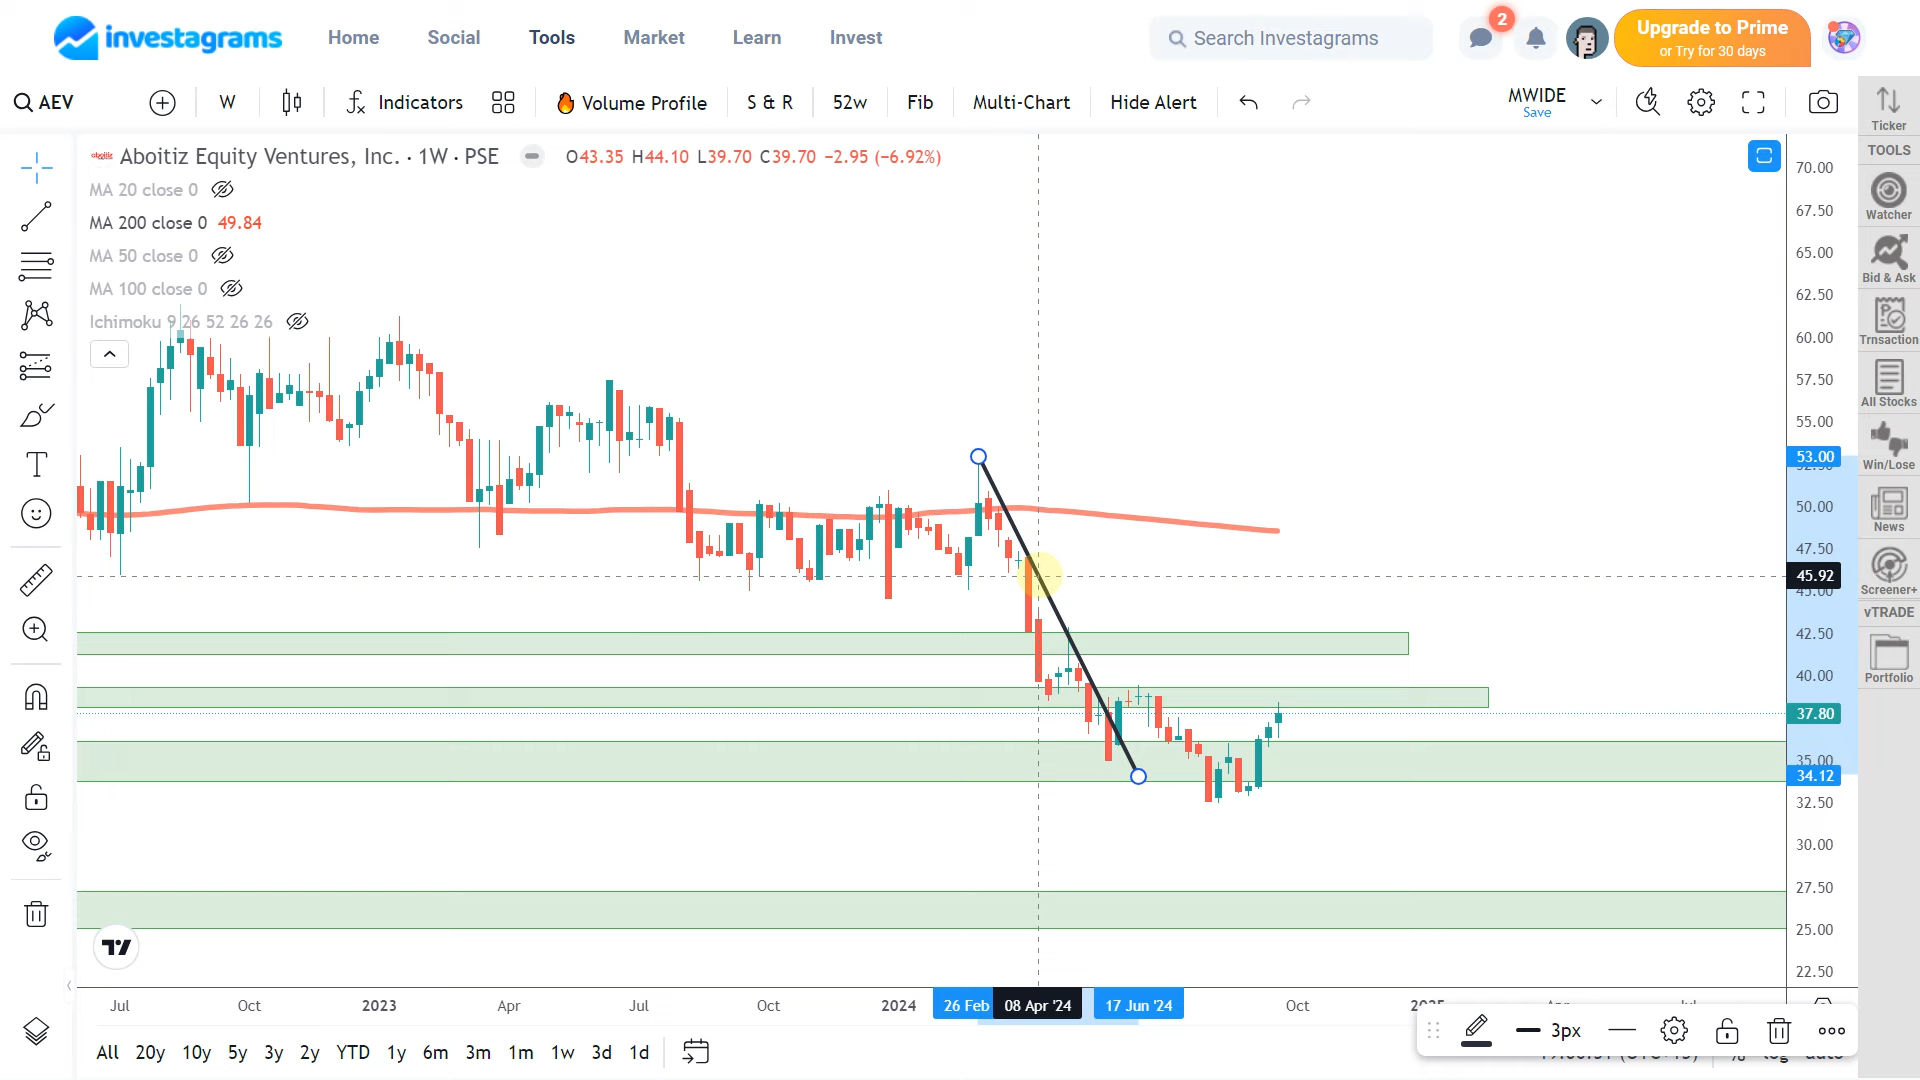 investagrams Home Social Tools Market Learn Invest Search Investagrams 2 Upgrade to Prime
or Try for 30 days
AEV W Indicators Volume Profile S & R 52w Fib Multi-Chart Hide Alert MWIDE
Save
Aboitiz Equity Ventures, Inc. · 1W · PSE O43.35 H44.10 L39.70 C39.70 −2.95 (−6.92%)
MA 20 close 0
MA 200 close 0 49.84
MA 50 close 0
MA 100 close 0
Ichimoku 9 26 52 26 26
70.00
67.50
65.00
62.50
60.00
57.50
55.00
53.00
52.50
50.00
47.50
45.92
45.00
42.50
40.00
37.80
35.00
34.12
32.50
30.00
27.50
25.00
22.50
Jul Oct 2023 Apr Jul Oct 2024 26 Feb 08 Apr '24 17 Jun '24 Oct 2025
3px
All 20y 10y 5y 3y 2y YTD 1y 6m 3m 1m 1w 3d 1d
Ticker
TOOLS
Watcher
Bid & Ask
Trnsaction
All Stocks
Win/Lose
News
Screener+
vTRADE
Portfolio